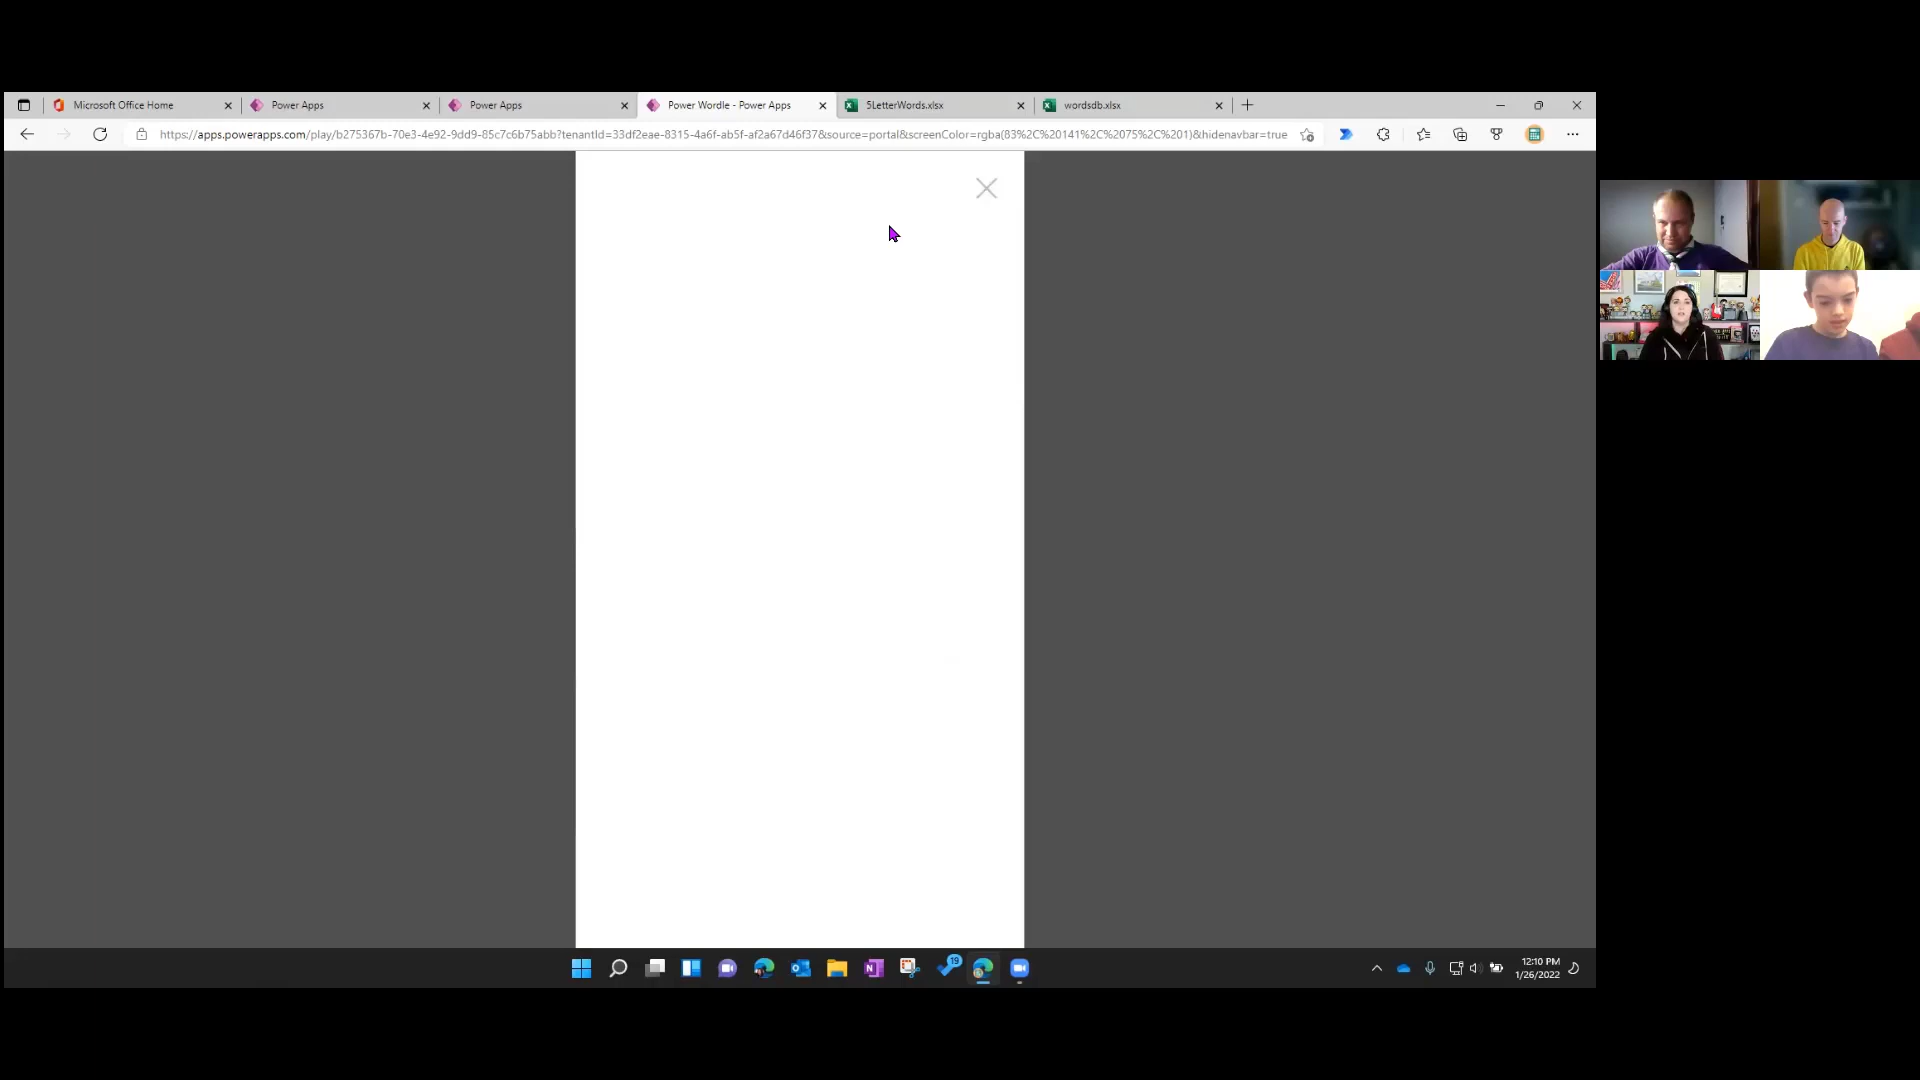 Microsoft Office Home
Power Apps
Power Apps
Power Wordle - Power Apps
5LetterWords.xlsx
wordsdb.xlsx
https://apps.powerapps.com/play/b275367b-70e3-4e92-9dd9-85c7c6b75abb?tenantId=33df2eae-8315-4a6f-ab5f-af2a67d46f37&source=portal&screenColor=rgba(83%2C%20141%2C%2075%2C%201)&hidenavbar=true
19
12:10 PM
1/26/2022